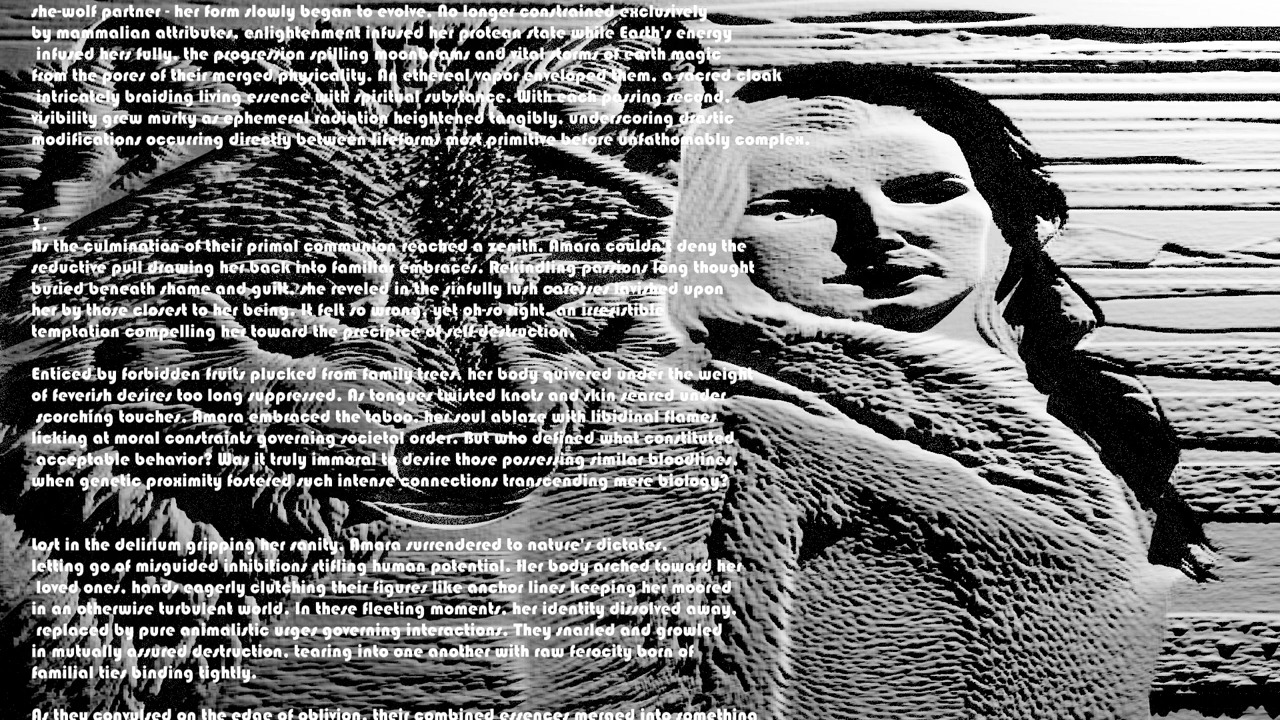 she-wolf partner - her form slowly began to evolve. No longer constrained exclusively
by mammalian attributes, enlightenment infused her protean state while Earth's energy
infused hers fully, the progression spilling moonbeams and vital storms of earth magic
from the pores of their merged physicality. An ethereal vapor enveloped them, a sacred cloak
intricately braiding living essence with spiritual substance. With each passing second,
visibility grew murky as ephemeral radiation heightened tangibly, underscoring drastic
modifications occurring directly between lifeforms most primitive before unfathomably complex.
3.
As the culmination of their primal communion reached a zenith, Amara couldn't deny the
seductive pull drawing her back into familiar embraces. Rekindling passions long thought
buried beneath shame and guilt, she reveled in the sinfully lush caresses lavished upon
her by those closest to her being. It felt so wrong, yet oh-so right, an irresistible
temptation compelling her toward the precipice of self-destruction.
Enticed by forbidden fruits plucked from family trees, her body quivered under the weight
of feverish desires too long suppressed. As tongues twisted knots and skin seared under
scorching touches, Amara embraced the taboo, her soul ablaze with libidinal flames
licking at moral constraints governing societal order. But who defined what constituted
acceptable behavior? Was it truly immoral to desire those possessing similar bloodlines,
when genetic proximity fostered such intense connections transcending mere biology?
Lost in the delirium gripping her sanity, Amara surrendered to nature's dictates,
letting go of misguided inhibitions stifling human potential. Her body arched toward her
loved ones, hands eagerly clutching their figures like anchor lines keeping her moored
in an otherwise turbulent world. In these fleeting moments, her identity dissolved away,
replaced by pure animalistic urges governing interactions. They snarled and growled
in mutually assured destruction, tearing into one another with raw ferocity born of
familial ties binding tightly.
As they convulsed on the edge of oblivion, their combined essences merged into something